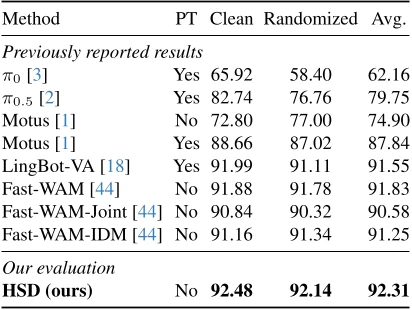 Method PT Clean Randomized Avg.
Previously reported results
π0 [3] Yes 65.92 58.40 62.16
π0.5 [2] Yes 82.74 76.76 79.75
Motus [1] No 72.80 77.00 74.90
Motus [1] Yes 88.66 87.02 87.84
LingBot-VA [18] Yes 91.99 91.11 91.55
Fast-WAM [44] No 91.88 91.78 91.83
Fast-WAM-Joint [44] No 90.84 90.32 90.58
Fast-WAM-IDM [44] No 91.16 91.34 91.25
Our evaluation
HSD (ours) No 92.48 92.14 92.31